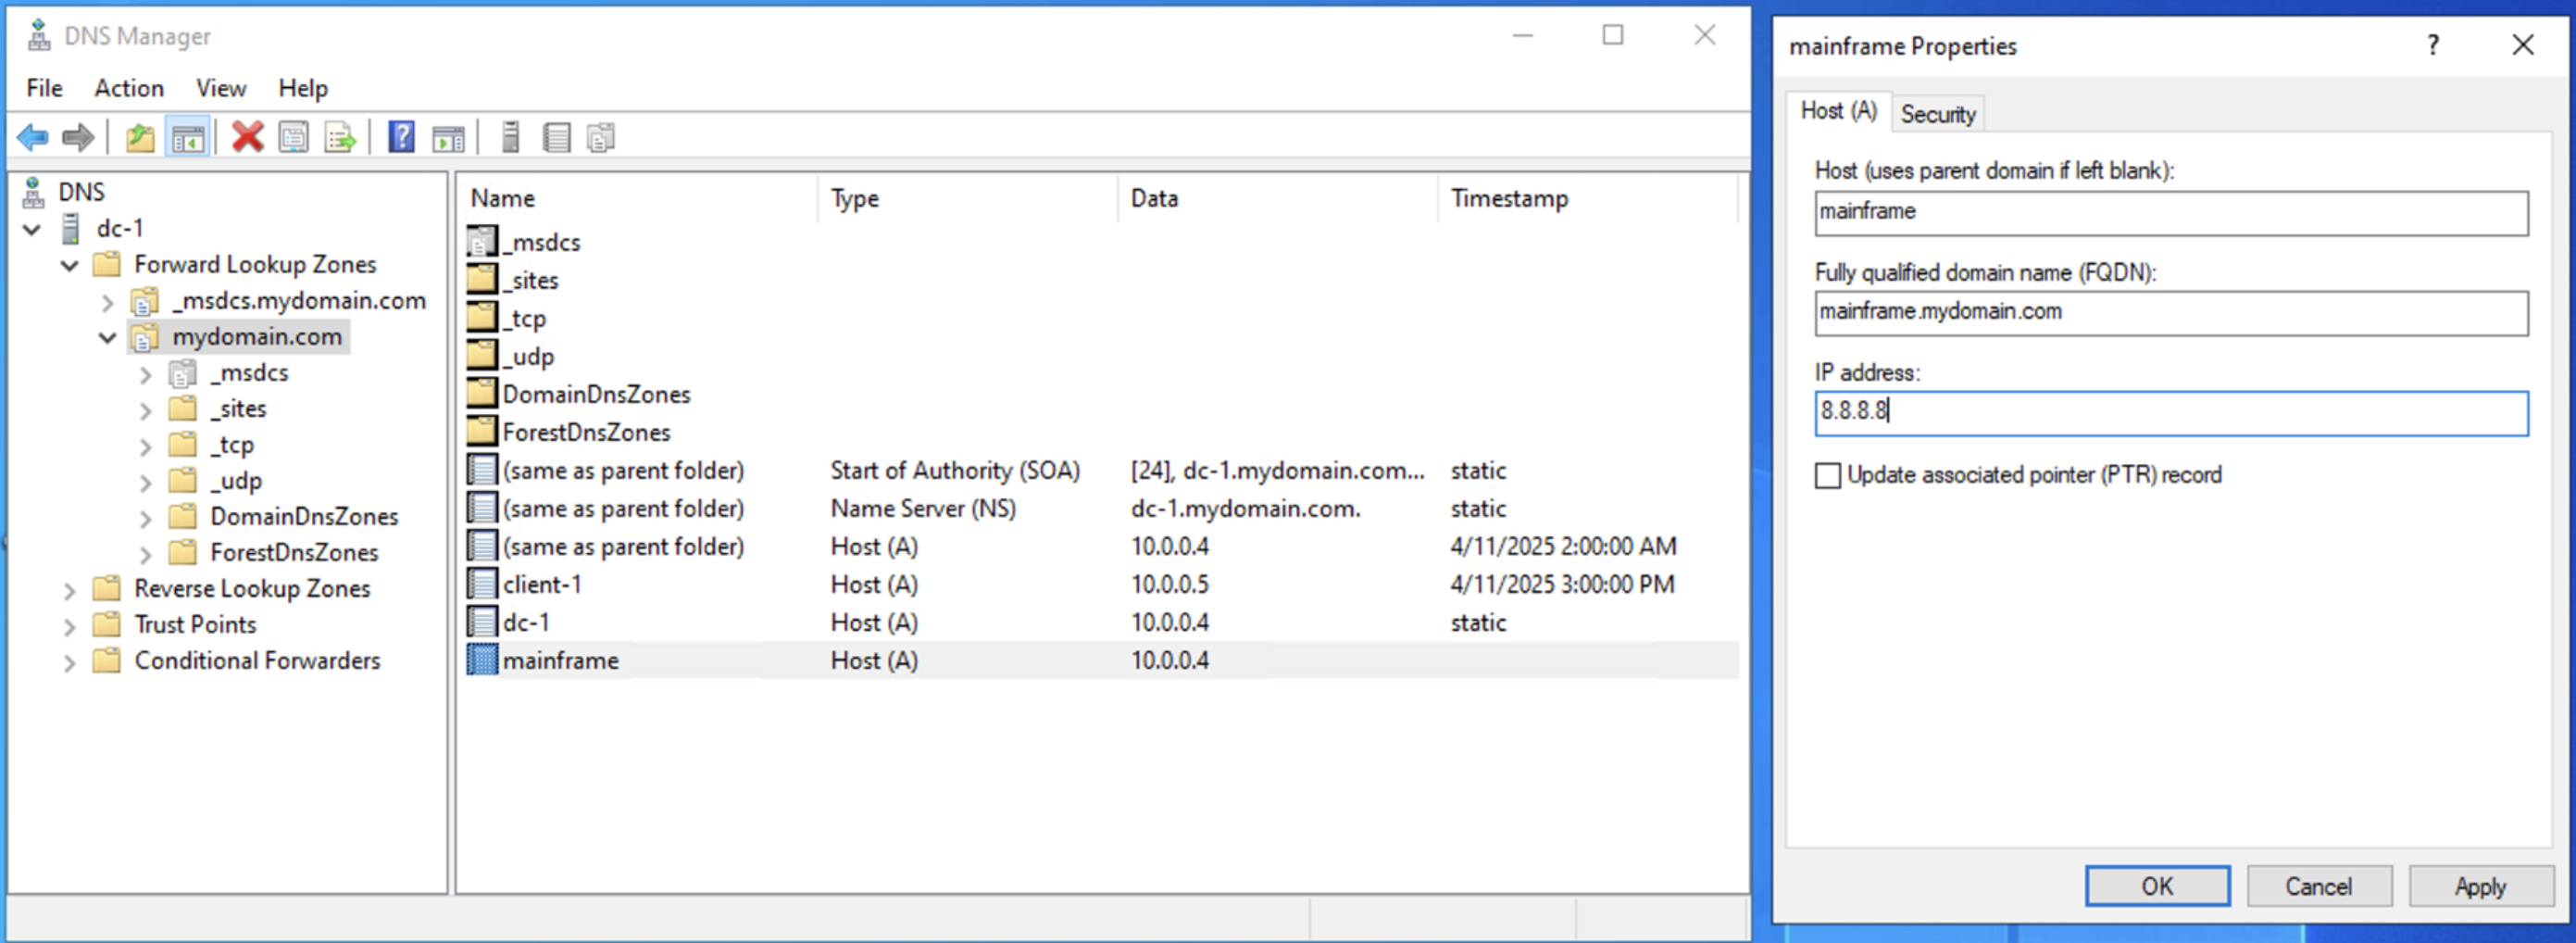 DNS Manager
File Action View Help
DNS
dc-1
Forward Lookup Zones
_msdcs.mydomain.com
mydomain.com
_msdcs
_sites
_tcp
_udp
DomainDnsZones
ForestDnsZones
Reverse Lookup Zones
Trust Points
Conditional Forwarders
Name Type Data Timestamp
_msdcs
_sites
_tcp
_udp
DomainDnsZones
ForestDnsZones
(same as parent folder) Start of Authority (SOA) [24], dc-1.mydomain.com... static
(same as parent folder) Name Server (NS) dc-1.mydomain.com. static
(same as parent folder) Host (A) 10.0.0.4 4/11/2025 2:00:00 AM
client-1 Host (A) 10.0.0.5 4/11/2025 3:00:00 PM
dc-1 Host (A) 10.0.0.4 static
mainframe Host (A) 10.0.0.4
mainframe Properties ?
Host (A) Security
Host (uses parent domain if left blank):
mainframe
Fully qualified domain name (FQDN):
mainframe.mydomain.com
IP address:
8.8.8.8
Update associated pointer (PTR) record
OK Cancel Apply